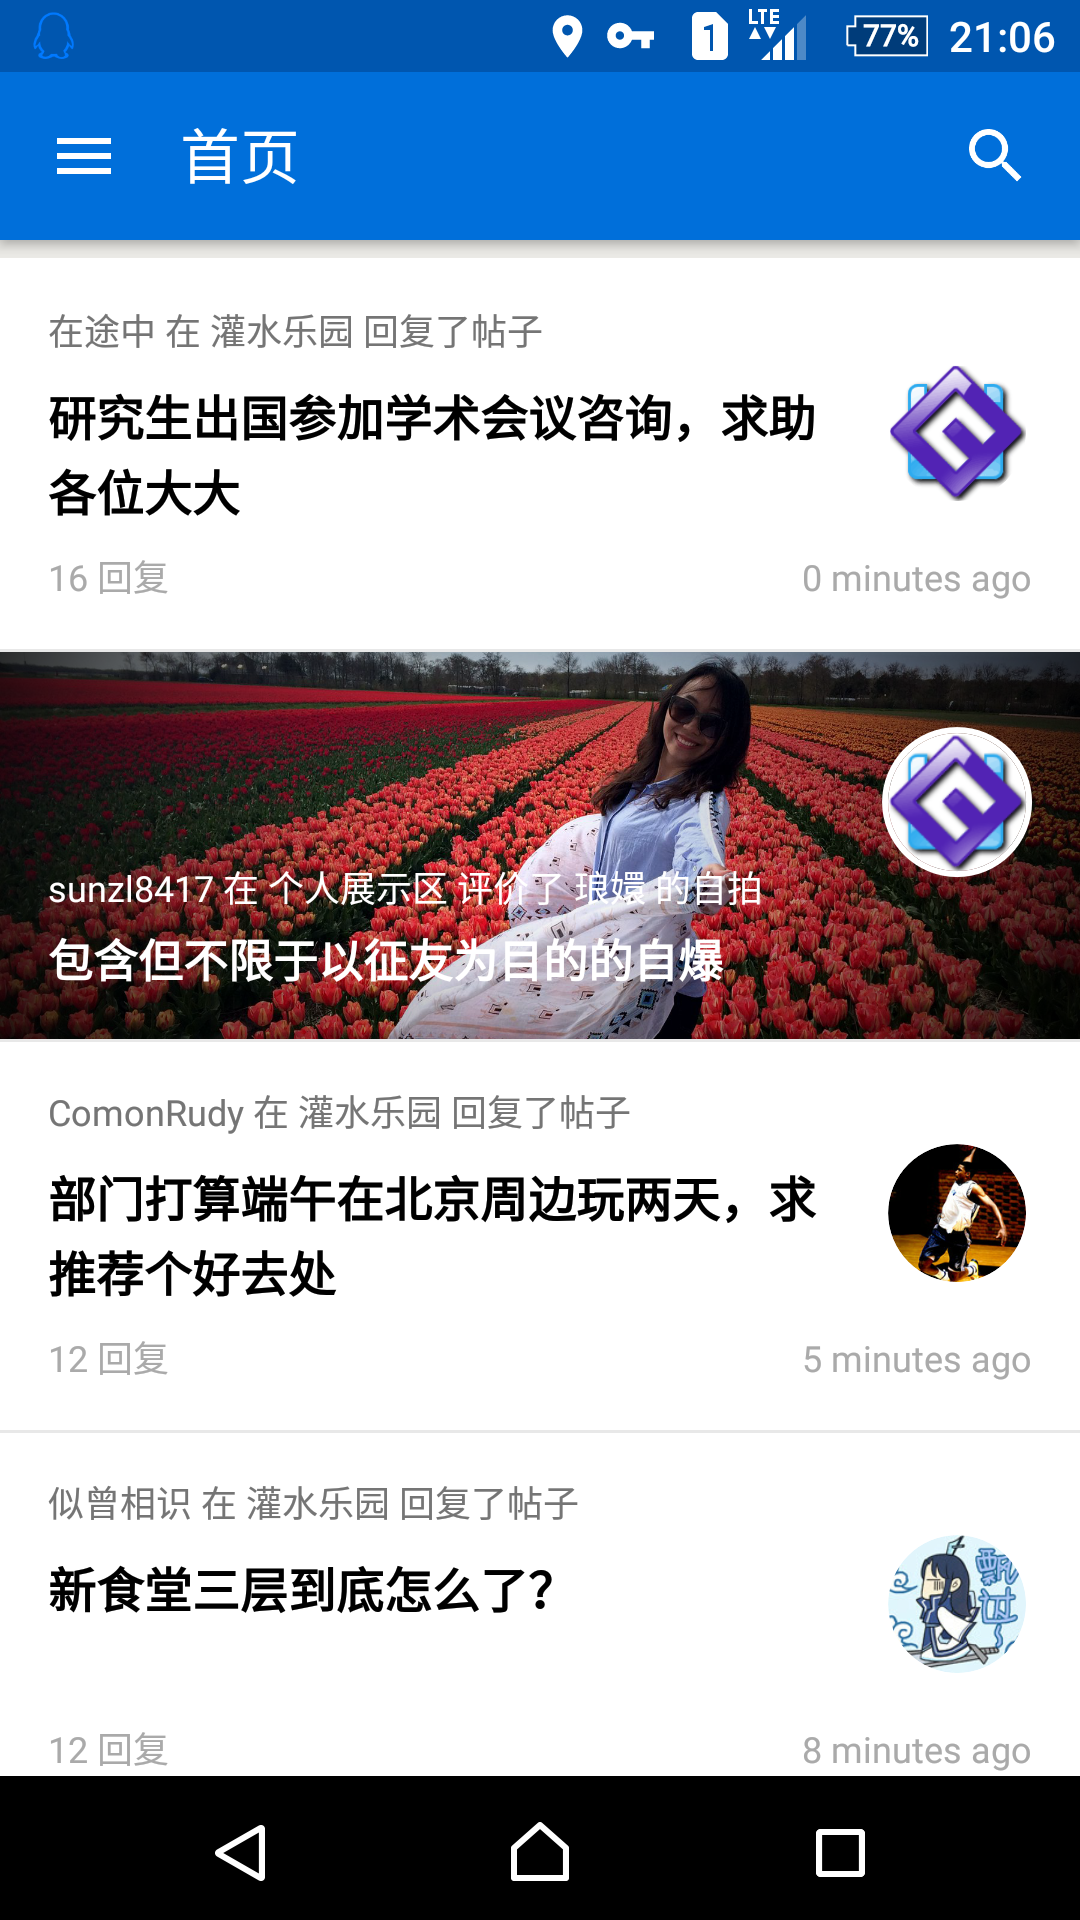 LTE
1
77%
21:06
首页
在途中 在 灌水乐园 回复了帖子
研究生出国参加学术会议咨询，求助
各位大大
16 回复
0 minutes ago
sunzl8417 在 个人展示区 评价了 琅嬛 的自拍
包含但不限于以征友为目的的自爆
ComonRudy 在 灌水乐园 回复了帖子
部门打算端午在北京周边玩两天，求
推荐个好去处
12 回复
5 minutes ago
似曾相识 在 灌水乐园 回复了帖子
新食堂三层到底怎么了？
飘过
12 回复
8 minutes ago